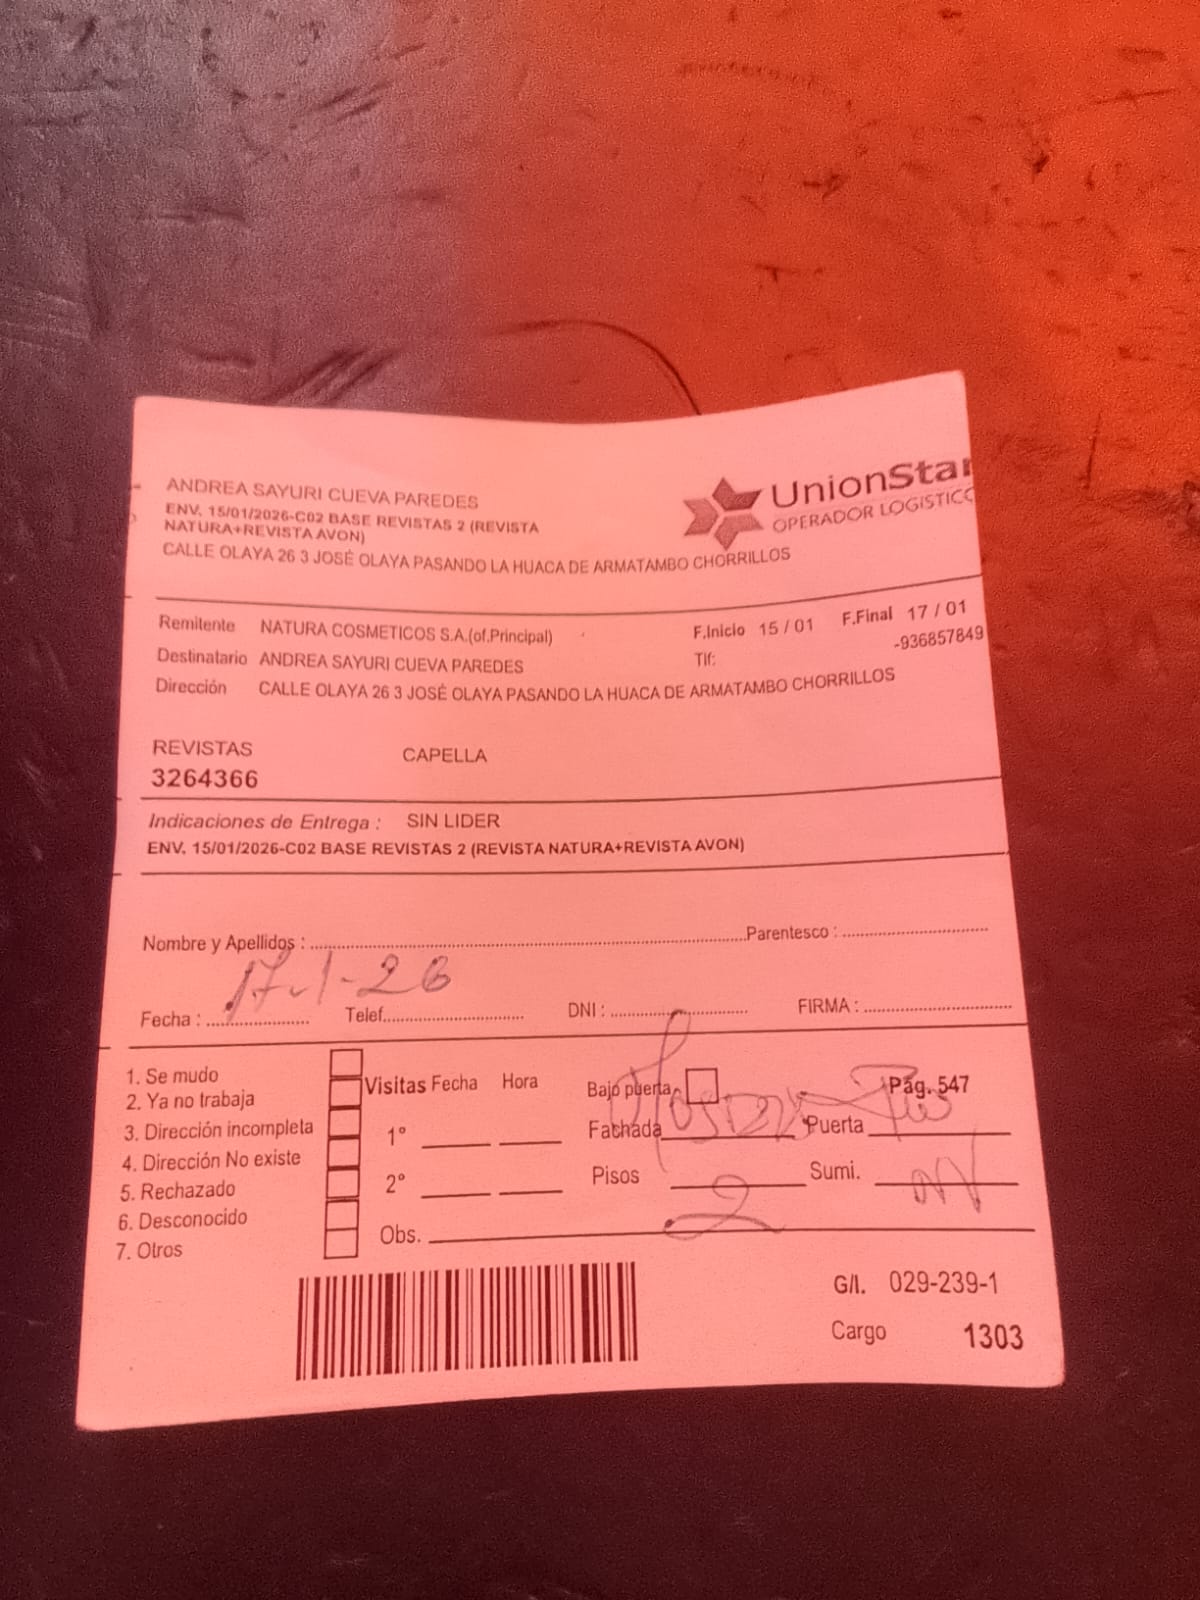 UnionStar
OPERADOR LOGISTICO
ANDREA SAYURI CUEVA PAREDES
ENV. 15/01/2026-C02 BASE REVISTAS 2 (REVISTA
NATURA+REVISTA AVON)
CALLE OLAYA 26 3 JOSÉ OLAYA PASANDO LA HUACA DE ARMATAMBO CHORRILLOS
Remitente NATURA COSMETICOS S.A.(of.Principal) F.Inicio 15 / 01 F.Final 17 / 01
Destinatario ANDREA SAYURI CUEVA PAREDES Tlf: -936857849
Dirección CALLE OLAYA 26 3 JOSÉ OLAYA PASANDO LA HUACA DE ARMATAMBO CHORRILLOS
REVISTAS CAPELLA
3264366
Indicaciones de Entrega : SIN LIDER
ENV. 15/01/2026-C02 BASE REVISTAS 2 (REVISTA NATURA+REVISTA AVON)
Nombre y Apellidos : Parentesco :
17-1-26
Fecha : Telef. DNI : FIRMA :
1. Se mudo
2. Ya no trabaja
3. Dirección incompleta
4. Dirección No existe
5. Rechazado
6. Desconocido
7. Otros
Visitas Fecha Hora
1°
2°
Obs.
Bajo puerta Pág. 547
Fachada Puerta
Pisos 2 Sumi.
G/I. 029-239-1
Cargo 1303